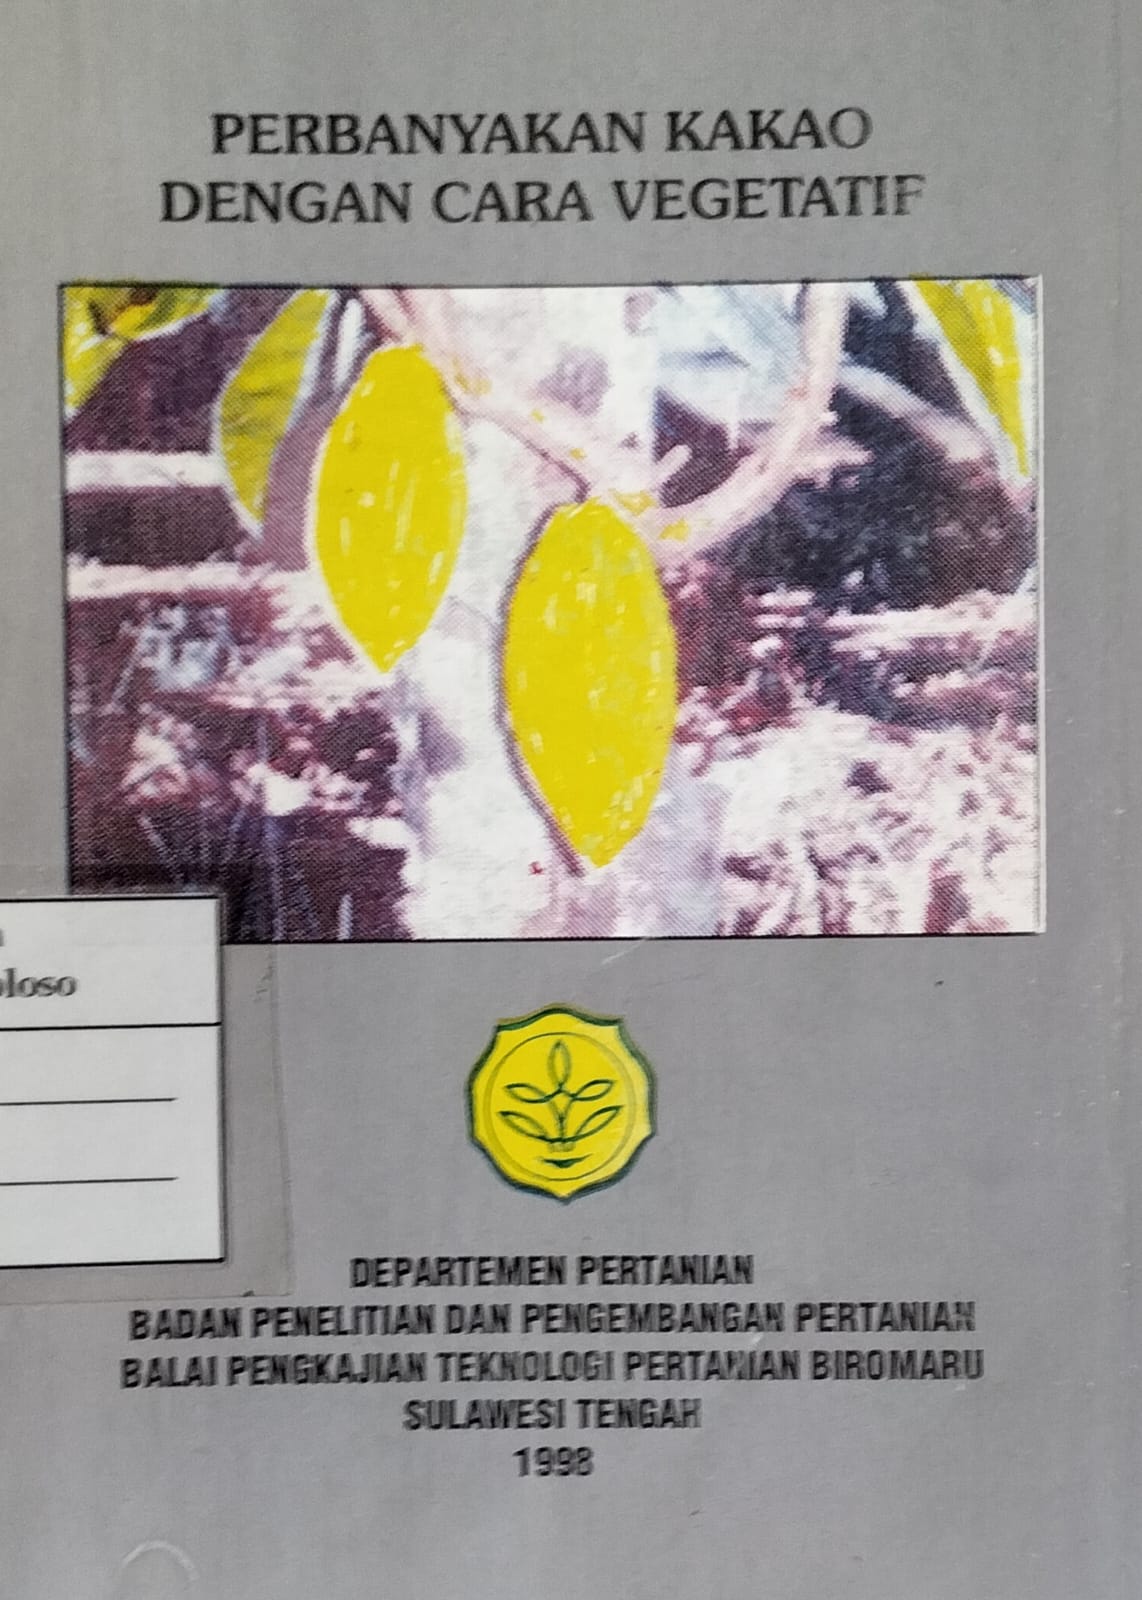 PERBANYAKAN KAKAO
DENGAN CARA VEGETATIF
DEPARTEMEN PERTANIAN
BADAN PENELITIAN DAN PENGEMBANGAN PERTANIAN
BALAI PENGKAJIAN TEKNOLOGI PERTANIAN BIROMARU
SULAWESI TENGAH
1998